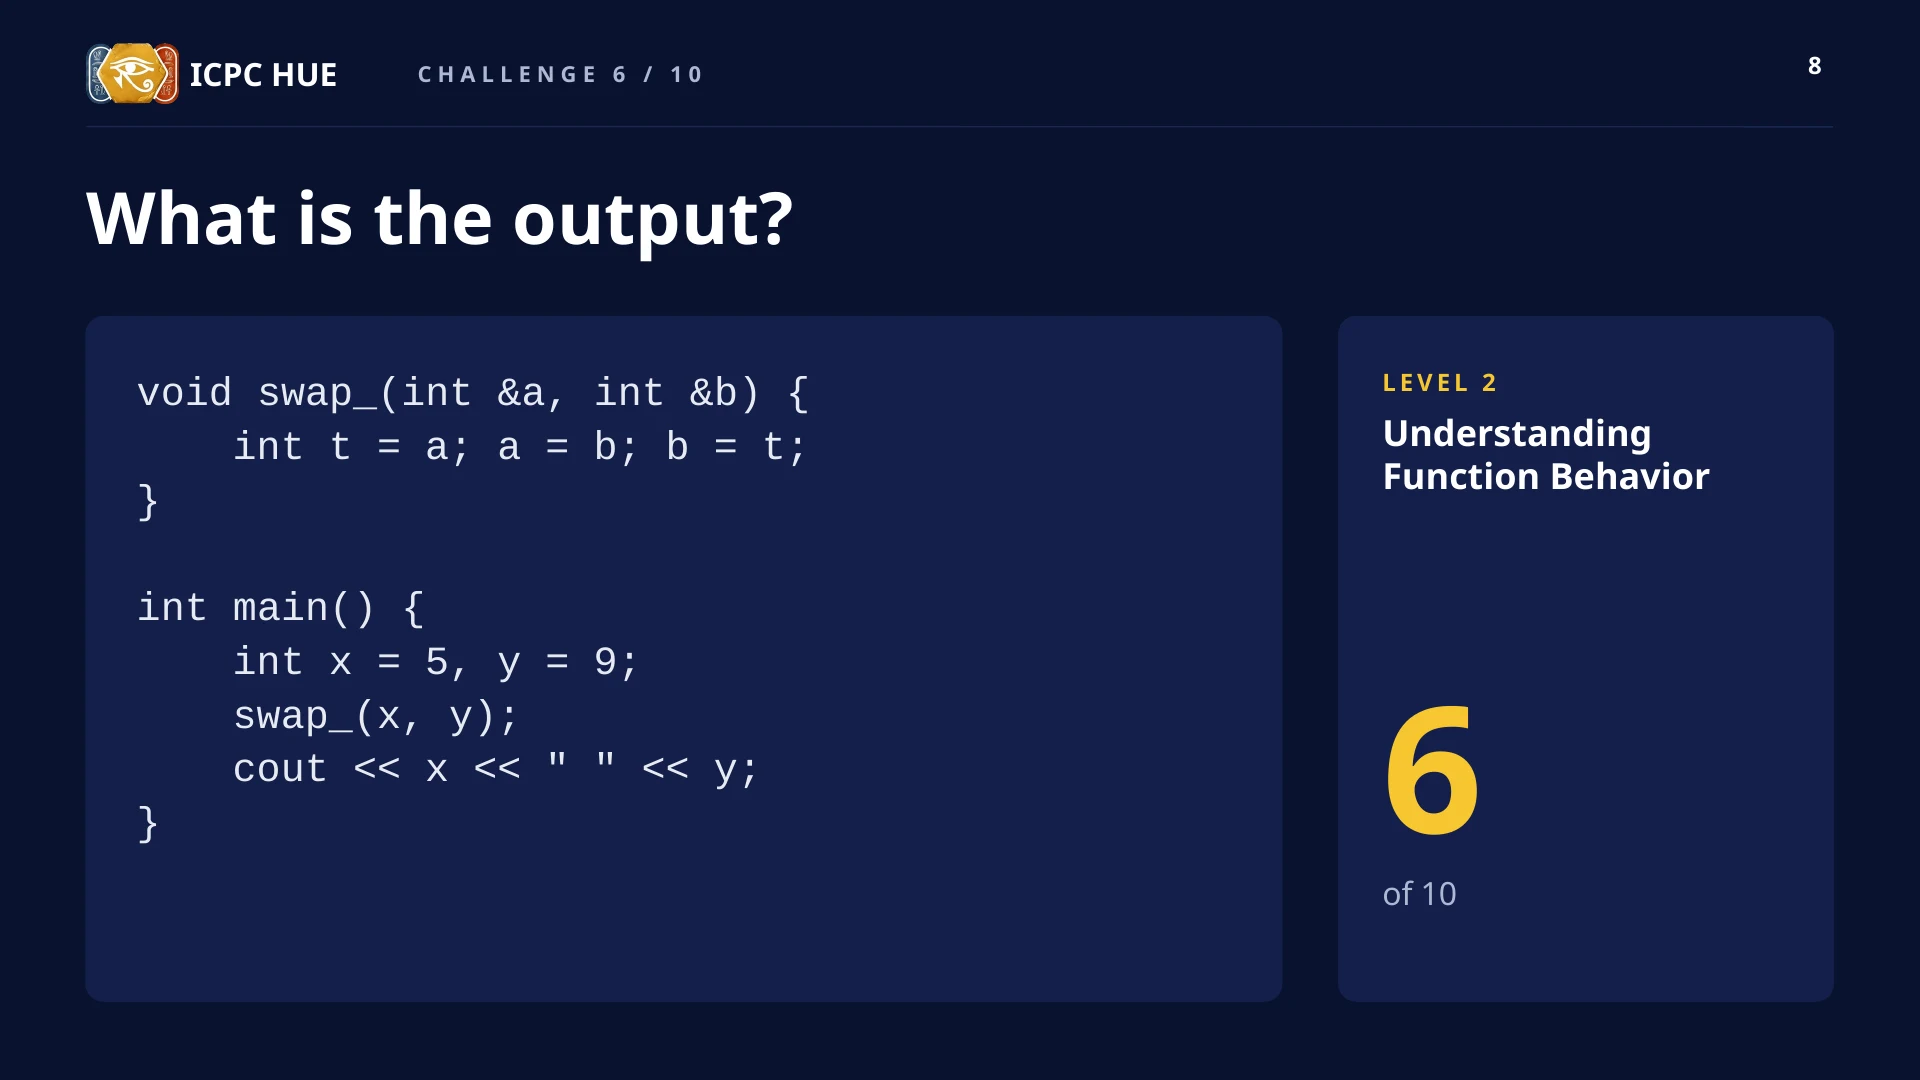 ICPC HUE
CHALLENGE 6 / 10
8
What is the output?
void swap_(int &a, int &b) {
    int t = a; a = b; b = t;
}
int main() {
    int x = 5, y = 9;
    swap_(x, y);
    cout << x << " " << y;
}
LEVEL 2
Understanding
Function Behavior
6
of 10